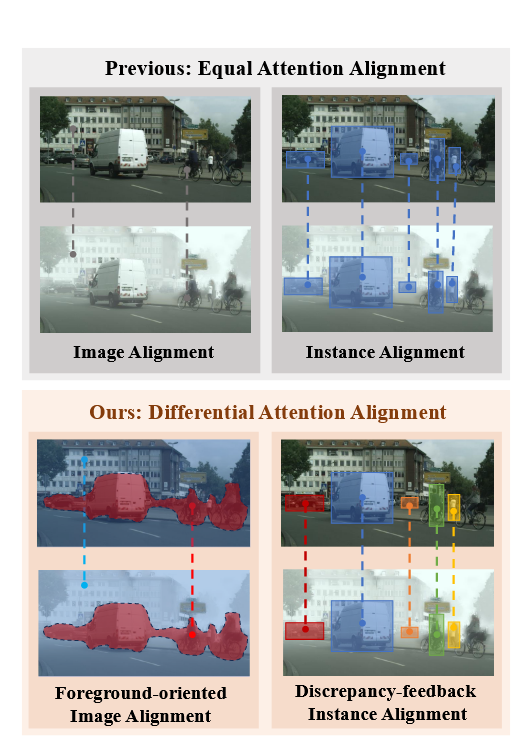 Previous: Equal Attention Alignment
Image Alignment
Instance Alignment
Ours: Differential Attention Alignment
Foreground-oriented
Image Alignment
Discrepancy-feedback
Instance Alignment